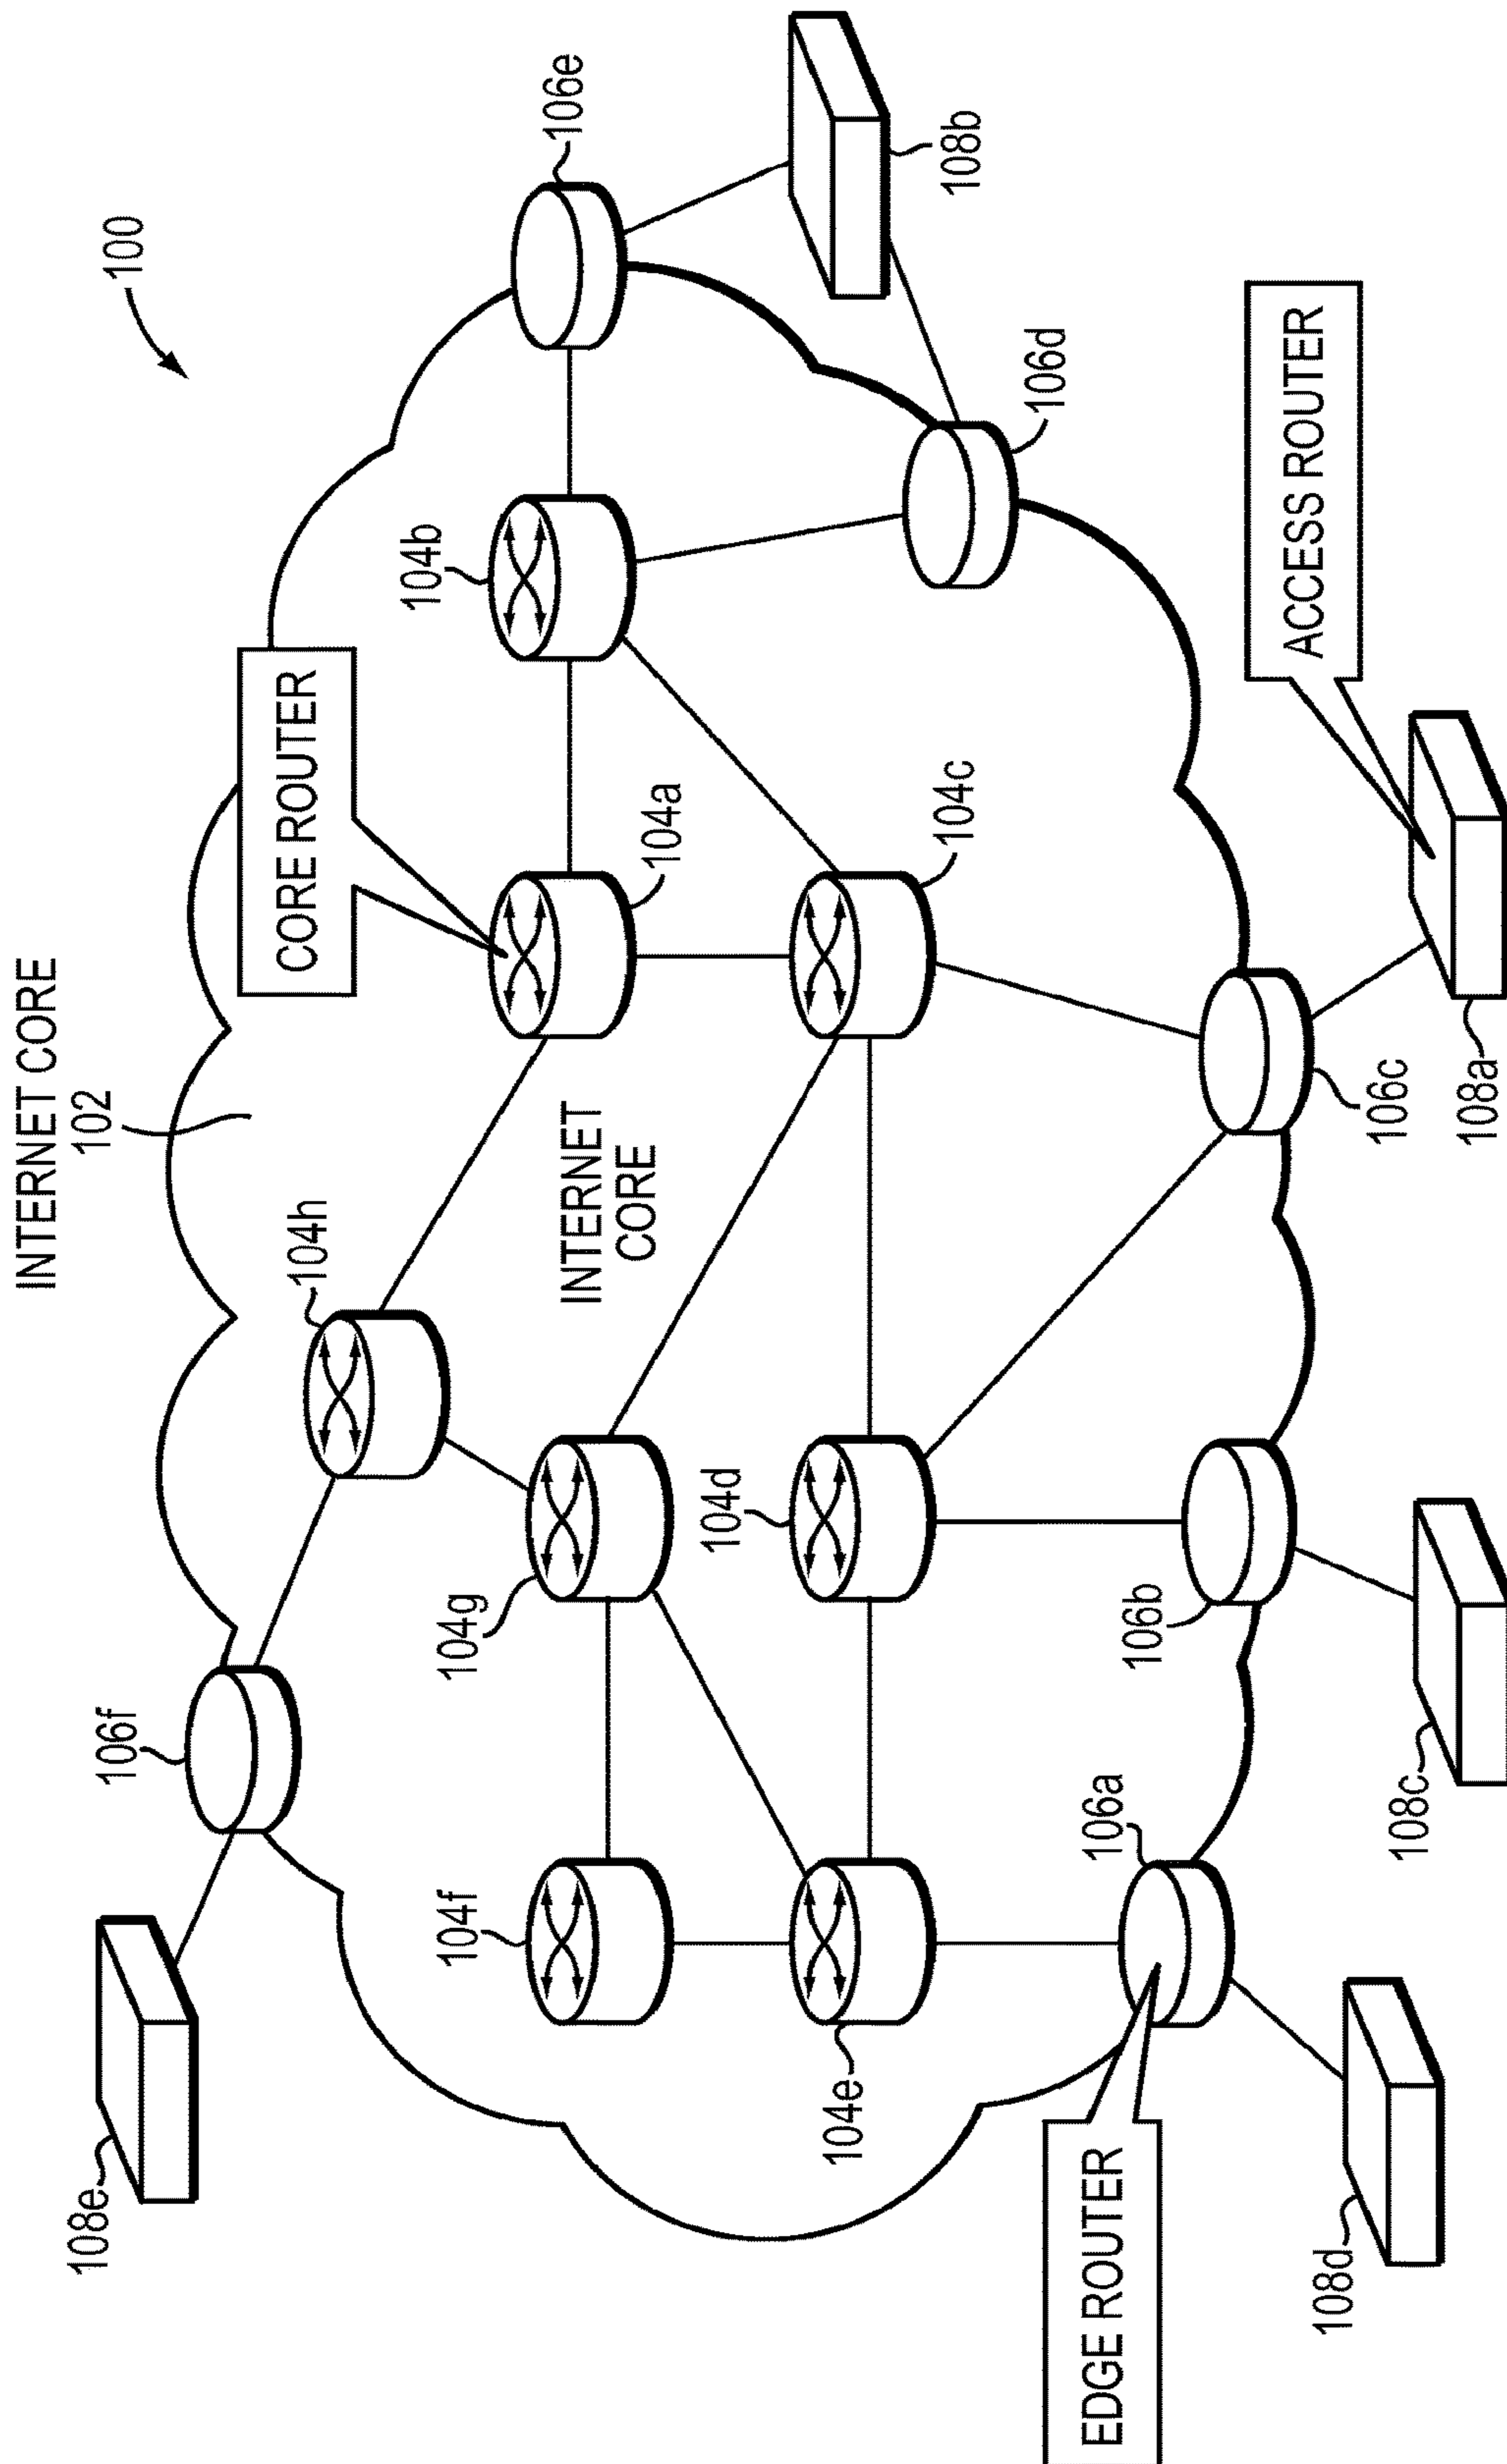 INTERNET CORE
102
100
108e
106f
104h
CORE ROUTER
104b
106e
104f
104g
INTERNET
CORE
104a
104d
104c
108b
104e
106d
EDGE ROUTER
106a
106b
106c
ACCESS ROUTER
108d
108c
108a